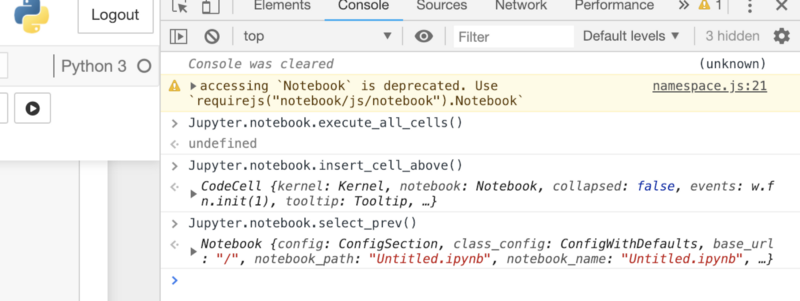 Logout
Python 3
Elements Console Sources Network Performance » 1
top Filter Default levels ▼ 3 hidden
Console was cleared (unknown)
accessing `Notebook` is deprecated. Use namespace.js:21
`requirejs("notebook/js/notebook").Notebook`
> Jupyter.notebook.execute_all_cells()
undefined
> Jupyter.notebook.insert_cell_above()
CodeCell {kernel: Kernel, notebook: Notebook, collapsed: false, events: w.f
n.init(1), tooltip: Tooltip, …}
> Jupyter.notebook.select_prev()
Notebook {config: ConfigSection, class_config: ConfigWithDefaults, base_url
: "/", notebook_path: "Untitled.ipynb", notebook_name: "Untitled.ipynb", …}
>